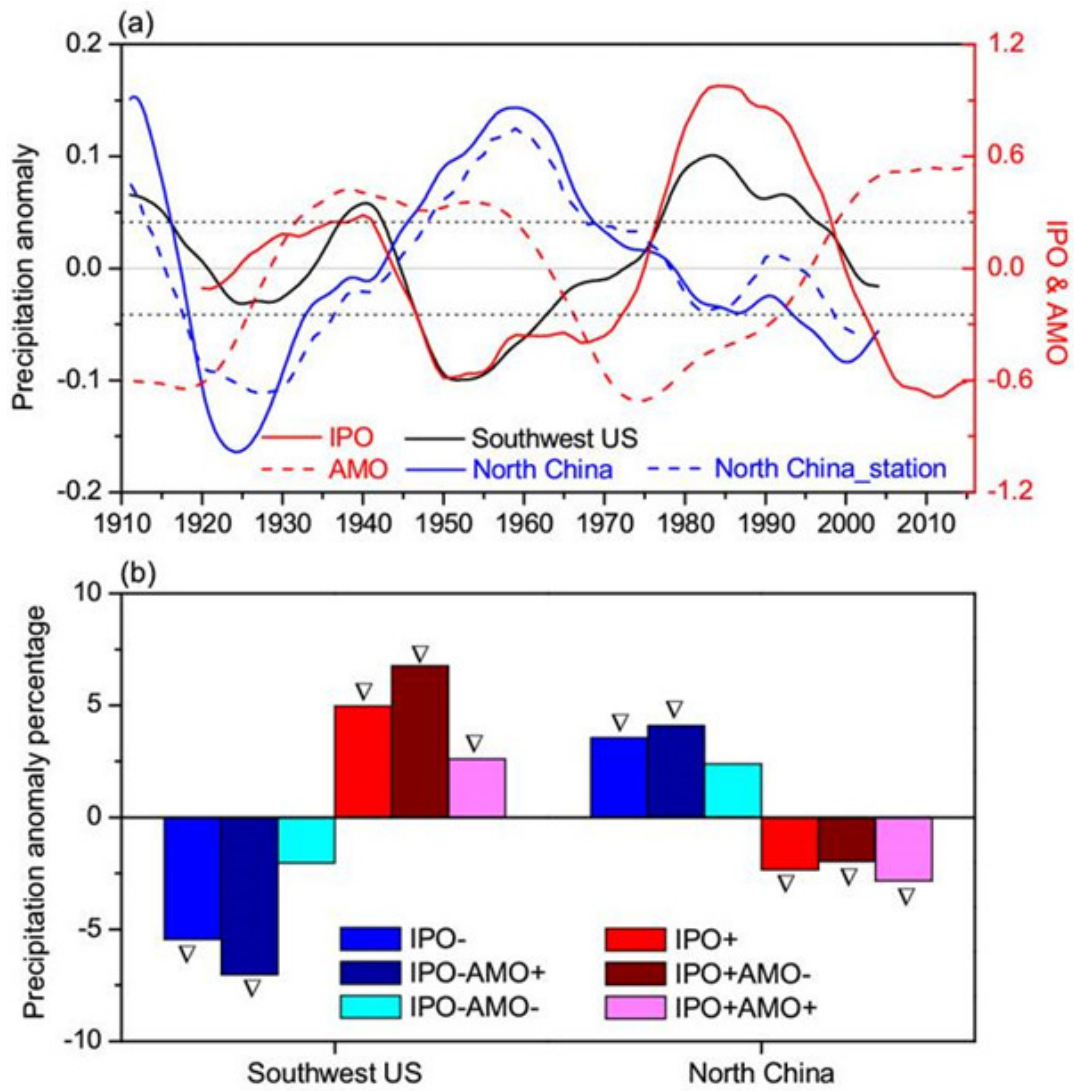 (a)
0.2
0.1
0.0
-0.1
-0.2
Precipitation anomaly
1.2
0.6
0.0
-0.6
-1.2
IPO & AMO
IPO
Southwest US
AMO
North China
North China_station
1910 1920 1930 1940 1950 1960 1970 1980 1990 2000 2010
(b)
10
5
0
-5
-10
Precipitation anomaly percentage
IPO-
IPO+
IPO-AMO+
IPO+AMO-
IPO-AMO-
IPO+AMO+
Southwest US
North China